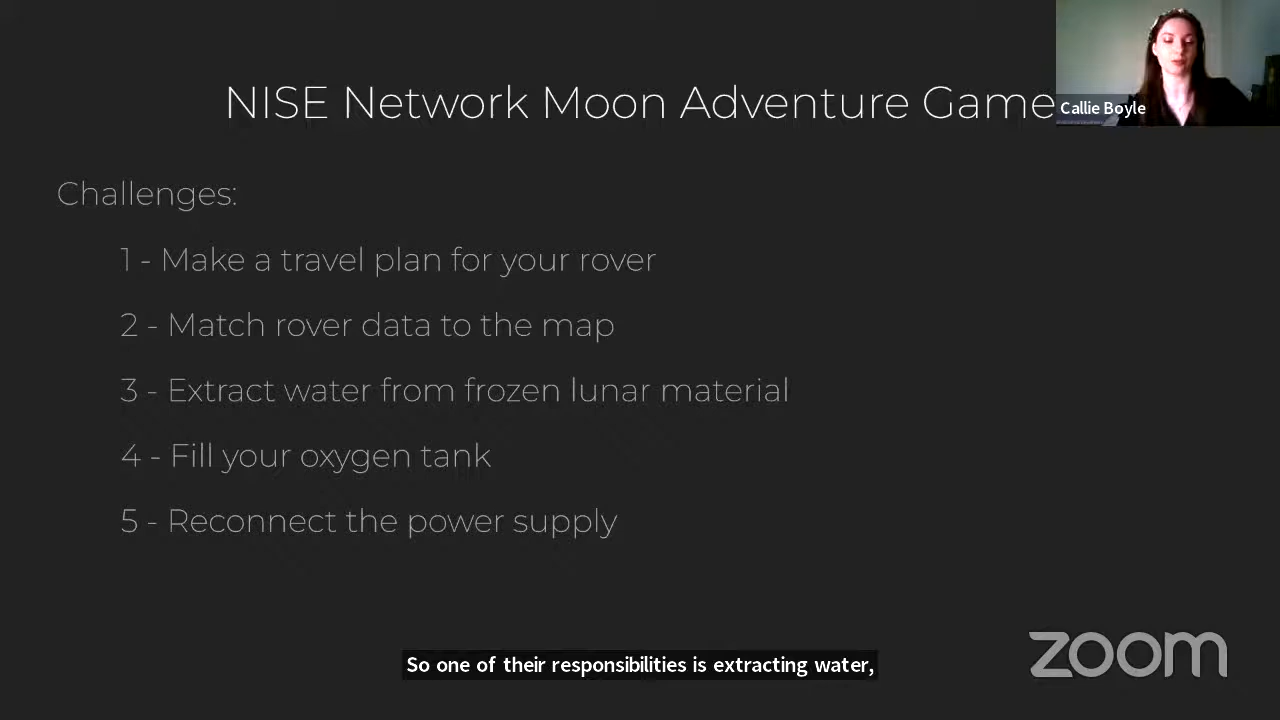 NISE Network Moon Adventure Game
Callie Boyle
Challenges:
1 - Make a travel plan for your rover
2 - Match rover data to the map
3 - Extract water from frozen lunar material
4 - Fill your oxygen tank
5 - Reconnect the power supply
So one of their responsibilities is extracting water,
zoom